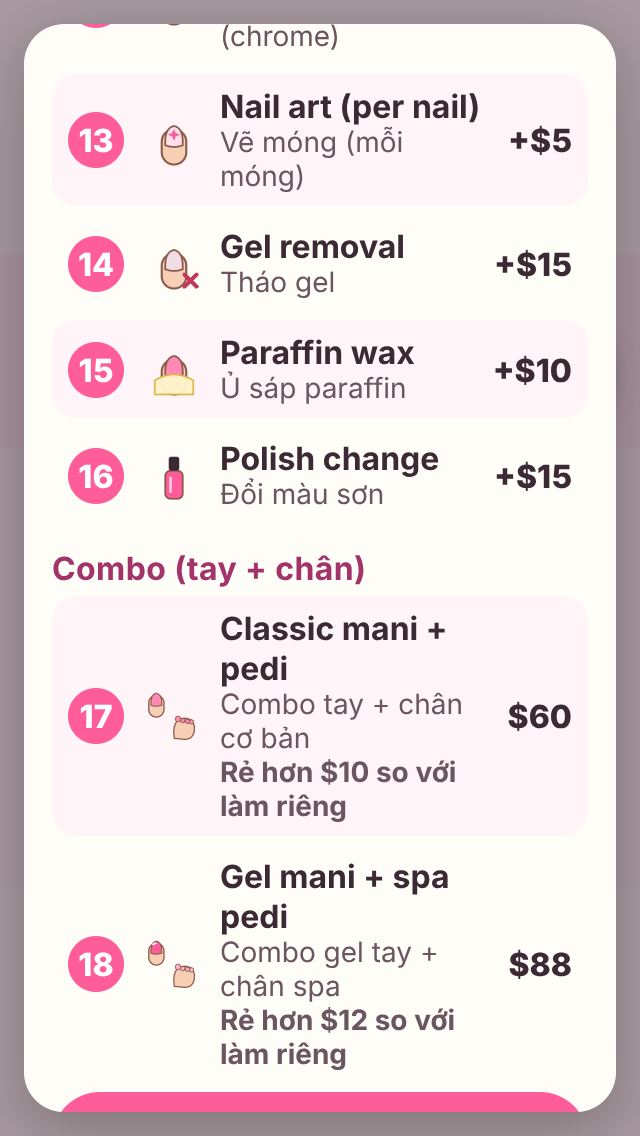 (chrome)
13
Nail art (per nail)
Vẽ móng (mỗi
móng)
+$5
14
Gel removal
Tháo gel
+$15
15
Paraffin wax
Ủ sáp paraffin
+$10
16
Polish change
Đổi màu sơn
+$15
Combo (tay + chân)
17
Classic mani +
pedi
Combo tay + chân
cơ bản
Rẻ hơn $10 so với
làm riêng
$60
18
Gel mani + spa
pedi
Combo gel tay +
chân spa
Rẻ hơn $12 so với
làm riêng
$88